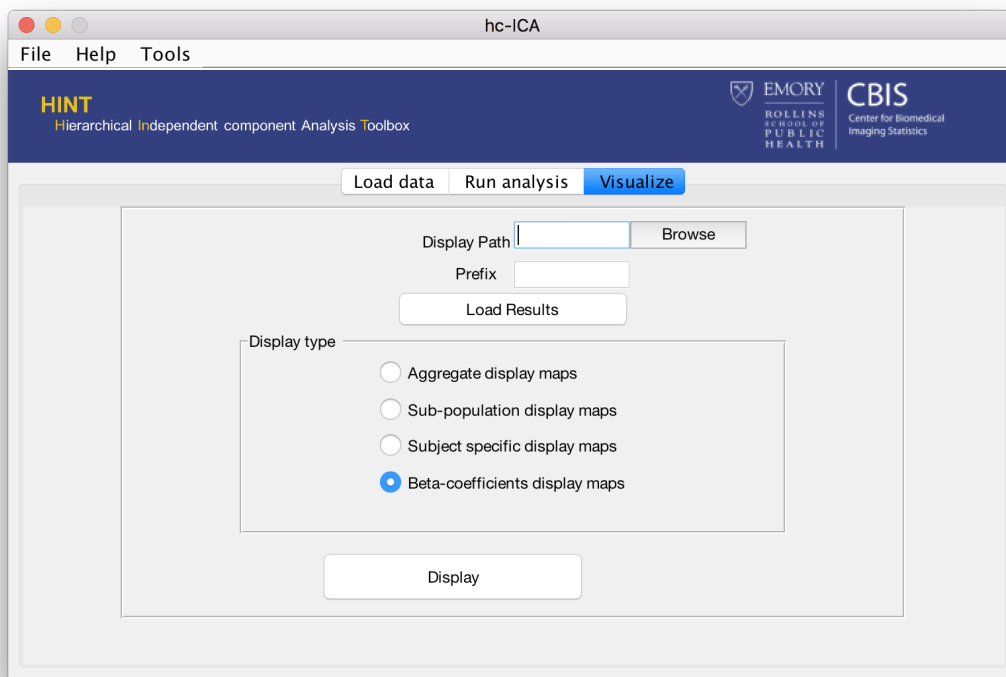 hc-ICA
File Help Tools
HINT
Hierarchical Independent component Analysis Toolbox
EMORY
ROLLINS
SCHOOL OF
PUBLIC
HEALTH
CBIS
Center for Biomedical
Imaging Statistics
Load data Run analysis Visualize
Display Path Browse
Prefix
Load Results
Display type
Aggregate display maps
Sub-population display maps
Subject specific display maps
Beta-coefficients display maps
Display